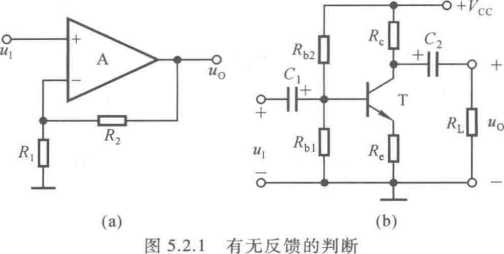 u_I
+
A
−
u_O
R_1
R_2
(a)
+V_CC
R_b2
R_c
C_2
+
C_1
+
T
+
+
u_I
R_b1
R_e
R_L
u_O
−
−
(b)
图 5.2.1 有无反馈的判断